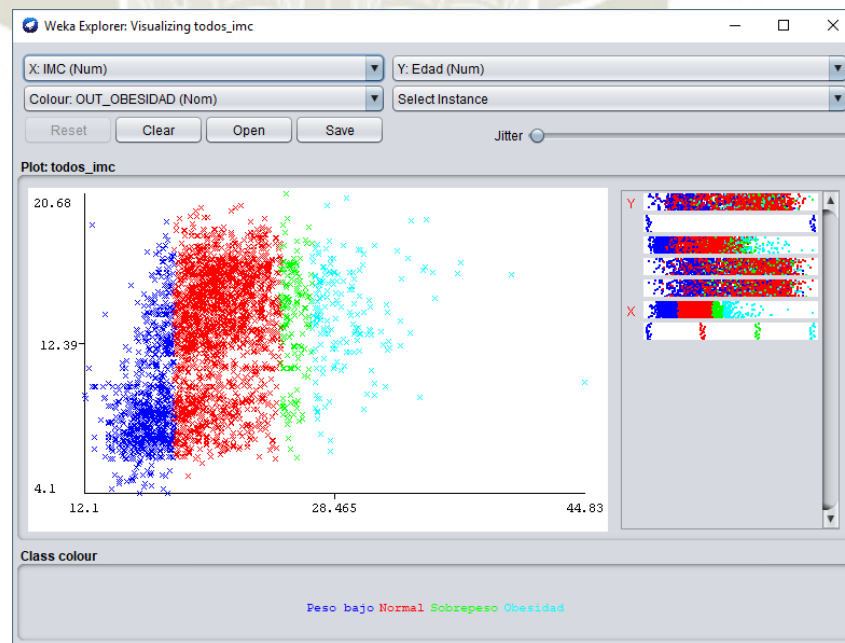 Weka Explorer: Visualizing todos_imc
X: IMC (Num) Y: Edad (Num)
Colour: OUT_OBESIDAD (Nom) Select Instance
Reset Clear Open Save Jitter
Plot: todos_imc
20.68
12.39
4.1
12.1 28.465 44.83
Y
X
Class colour
Peso bajo Normal Sobrepeso Obesidad